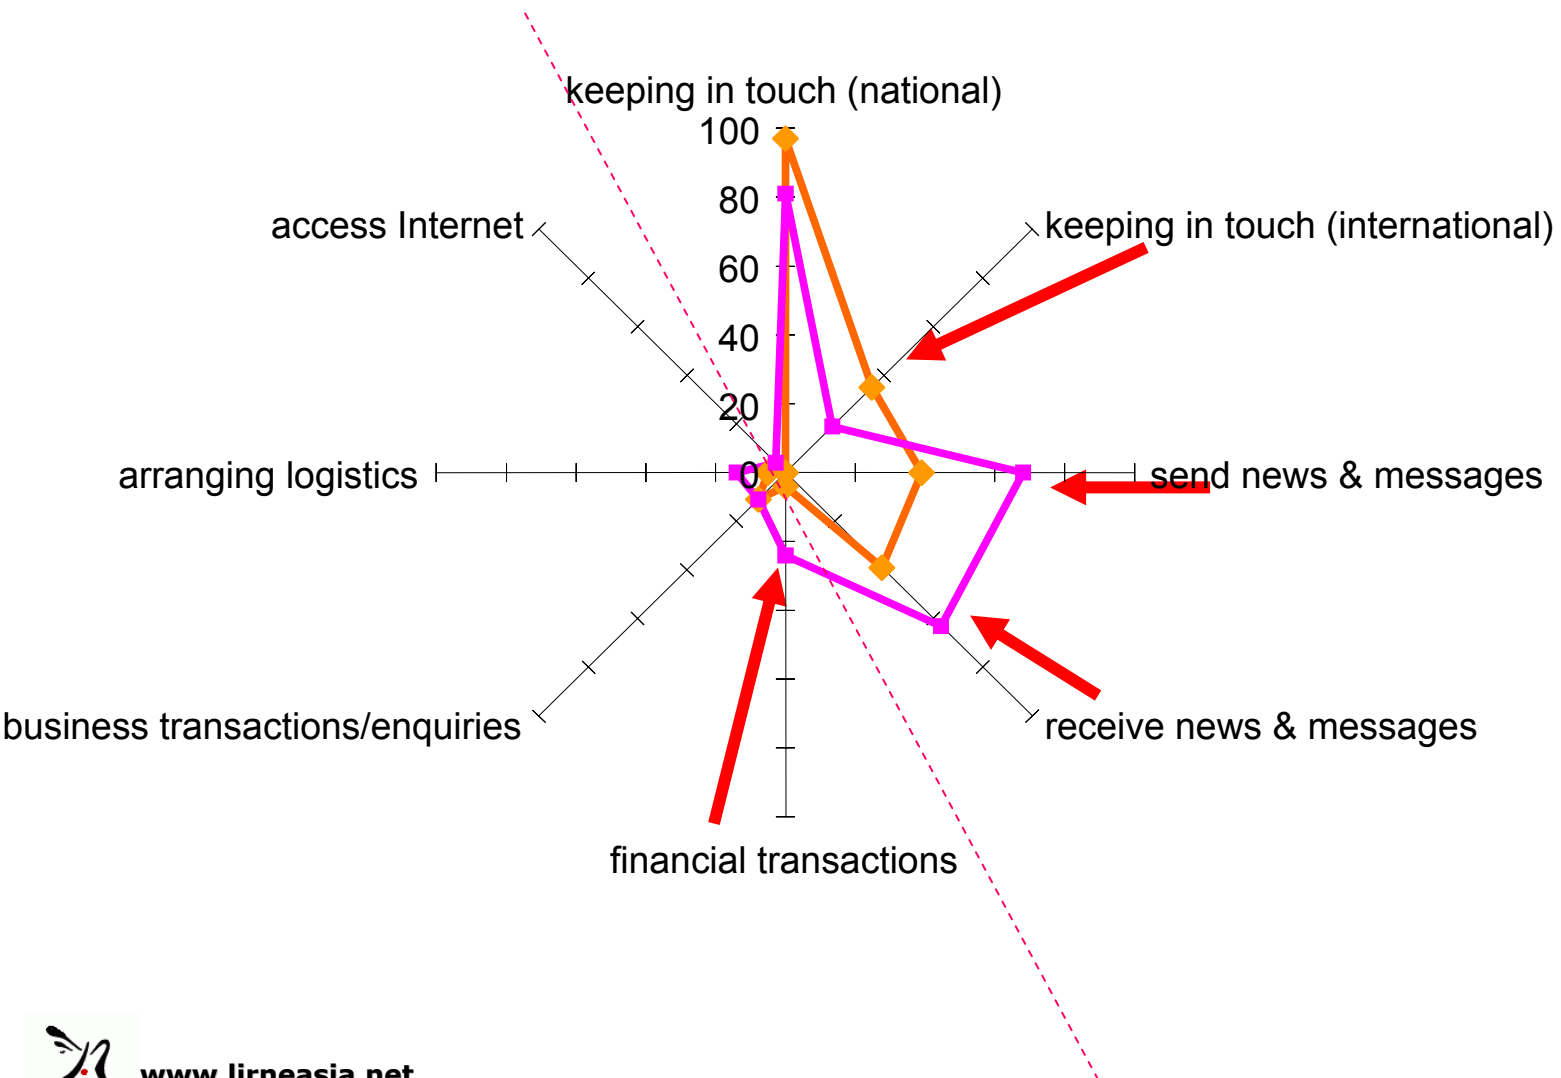 keeping in touch (national)
100
80
access Internet
keeping in touch (international)
60
40
20
arranging logistics
0
send news & messages
business transactions/enquiries
receive news & messages
financial transactions
www.lirneasia.net